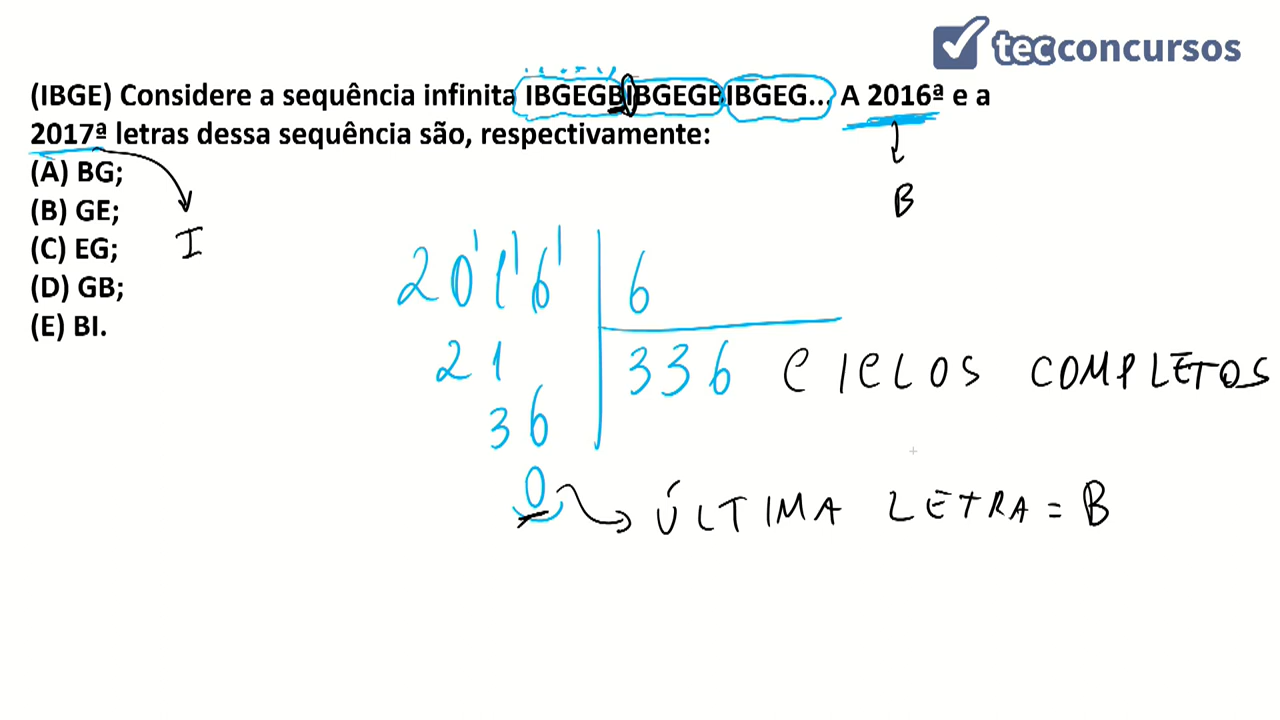 tecconcursos
(IBGE) Considere a sequência infinita IBGEGBIBGEGBIBGEG... A 2016ª e a
2017ª letras dessa sequência são, respectivamente:
(A) BG;
(B) GE;
(C) EG;
(D) GB;
(E) BI.
B
I
2016 6
21 336 CICLOS COMPLETOS
36
0 ÚLTIMA LETRA = B